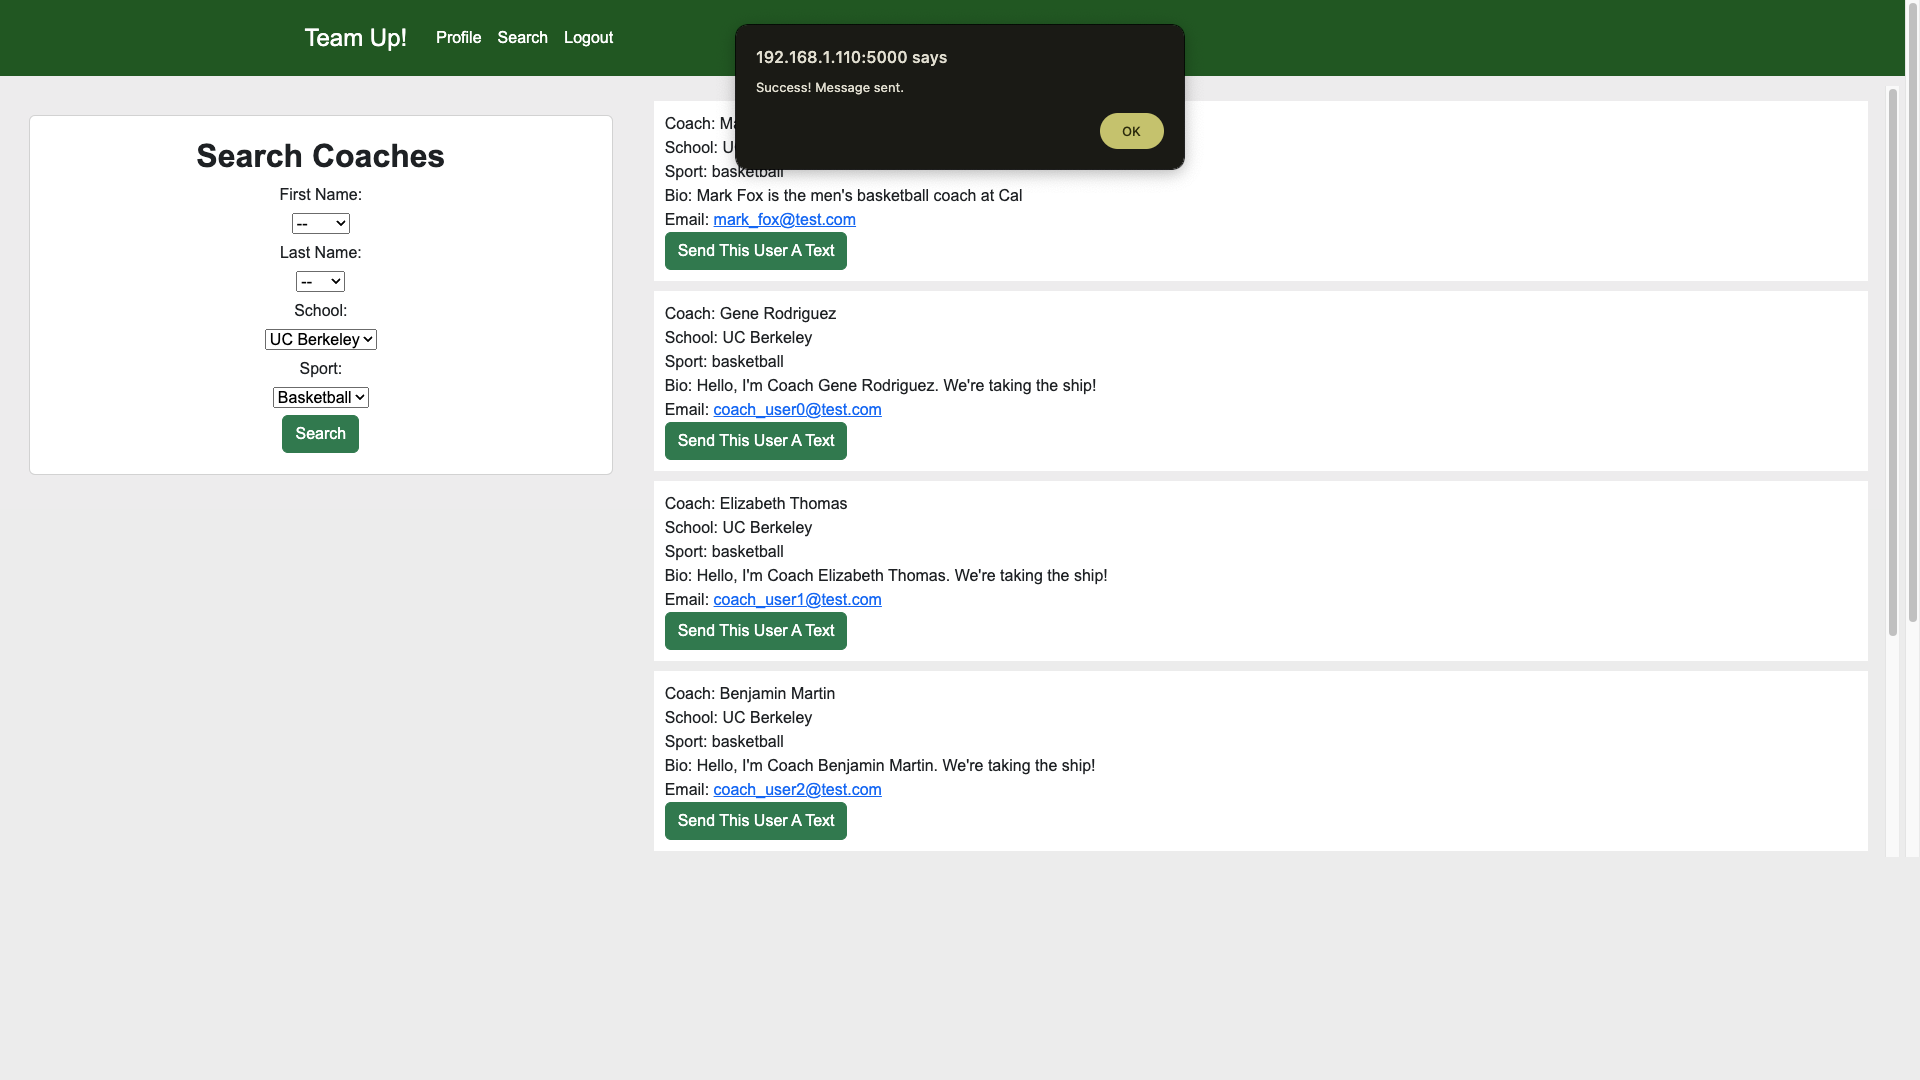 Team Up! Profile Search Logout
192.168.1.110:5000 says
Success! Message sent.
OK
Search Coaches
First Name:
--
Last Name:
--
School:
UC Berkeley
Sport:
Basketball
Search
Coach:
School:
Sport: basketball
Bio: Mark Fox is the men's basketball coach at Cal
Email: mark_fox@test.com
Send This User A Text
Coach: Gene Rodriguez
School: UC Berkeley
Sport: basketball
Bio: Hello, I'm Coach Gene Rodriguez. We're taking the ship!
Email: coach_user0@test.com
Send This User A Text
Coach: Elizabeth Thomas
School: UC Berkeley
Sport: basketball
Bio: Hello, I'm Coach Elizabeth Thomas. We're taking the ship!
Email: coach_user1@test.com
Send This User A Text
Coach: Benjamin Martin
School: UC Berkeley
Sport: basketball
Bio: Hello, I'm Coach Benjamin Martin. We're taking the ship!
Email: coach_user2@test.com
Send This User A Text